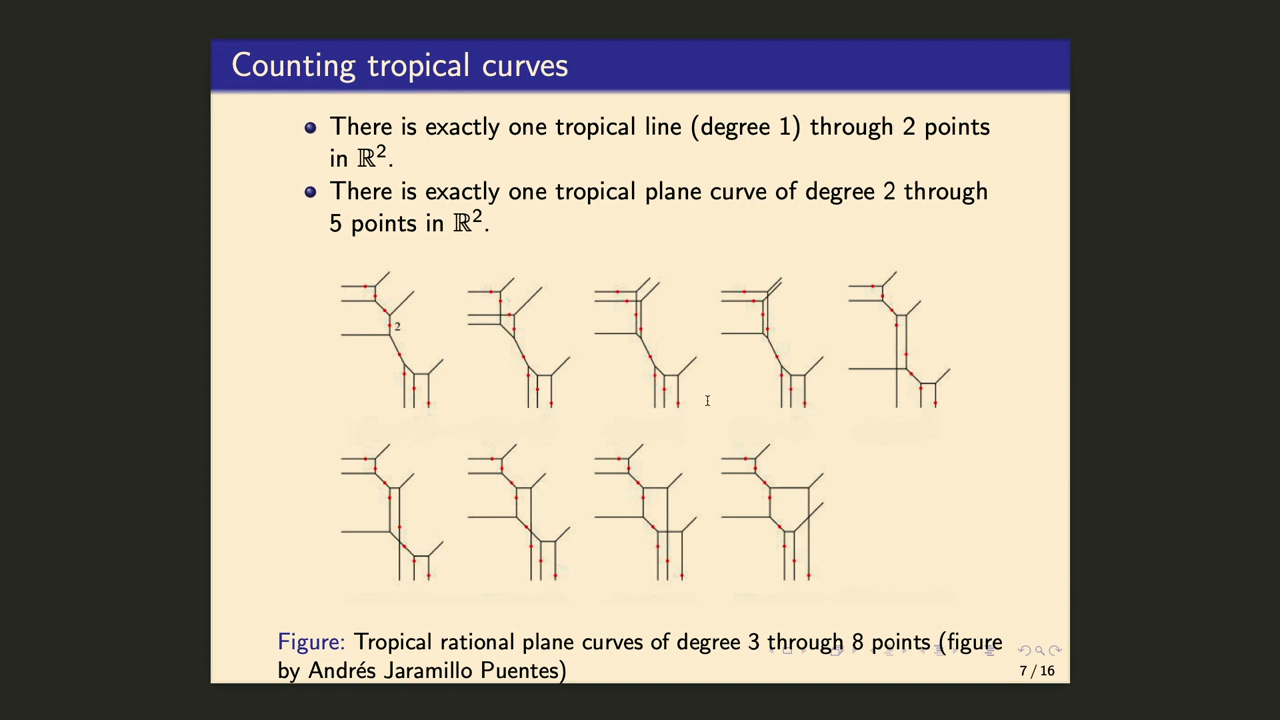 Counting tropical curves
There is exactly one tropical line (degree 1) through 2 points
in ℝ².
There is exactly one tropical plane curve of degree 2 through
5 points in ℝ².
2
Figure: Tropical rational plane curves of degree 3 through 8 points (figure
by Andrés Jaramillo Puentes)
7 / 16